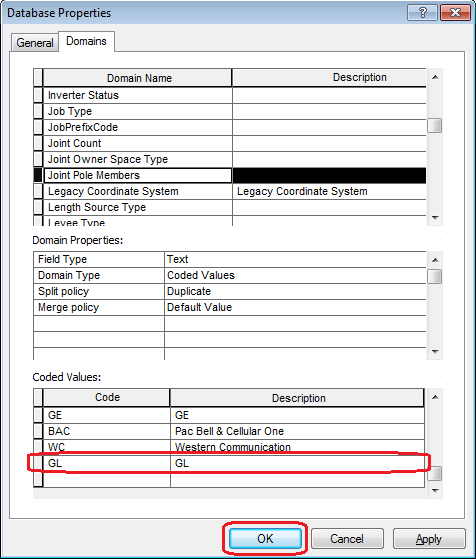 Database Properties
General Domains
Domain Name Description
Inverter Status
Job Type
JobPrefixCode
Joint Count
Joint Owner Space Type
Joint Pole Members
Legacy Coordinate System Legacy Coordinate System
Length Source Type
Levee Type
Domain Properties:
Field Type Text
Domain Type Coded Values
Split policy Duplicate
Merge policy Default Value
Coded Values:
Code Description
GE GE
BAC Pac Bell & Cellular One
WC Western Communication
GL GL
OK Cancel Apply